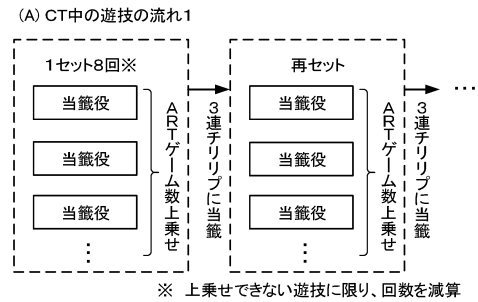 (A) CT中の遊技の流れ1
1セット8回※
当籤役
当籤役
当籤役
⋮
ARTゲーム数上乗せ
3連チリリプに当籤
再セット
当籤役
当籤役
当籤役
⋮
ARTゲーム数上乗せ
3連チリリプに当籤
…
※ 上乗せできない遊技に限り、回数を減算